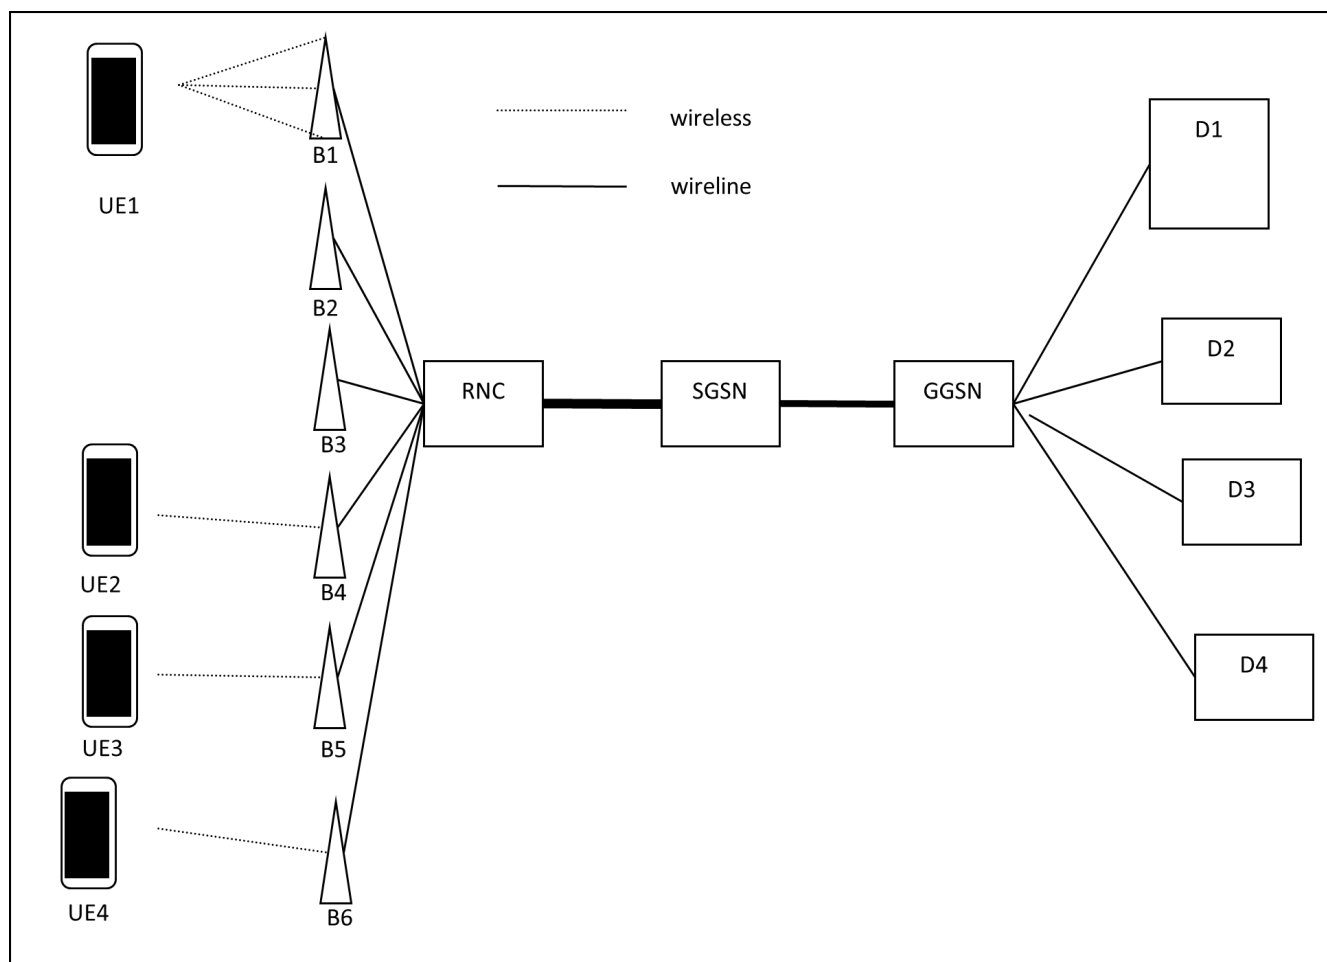 UE1
B1
wireless
wireline
D1
B2
D2
RNC
SGSN
GGSN
B3
D3
UE2
B4
D4
UE3
B5
UE4
B6